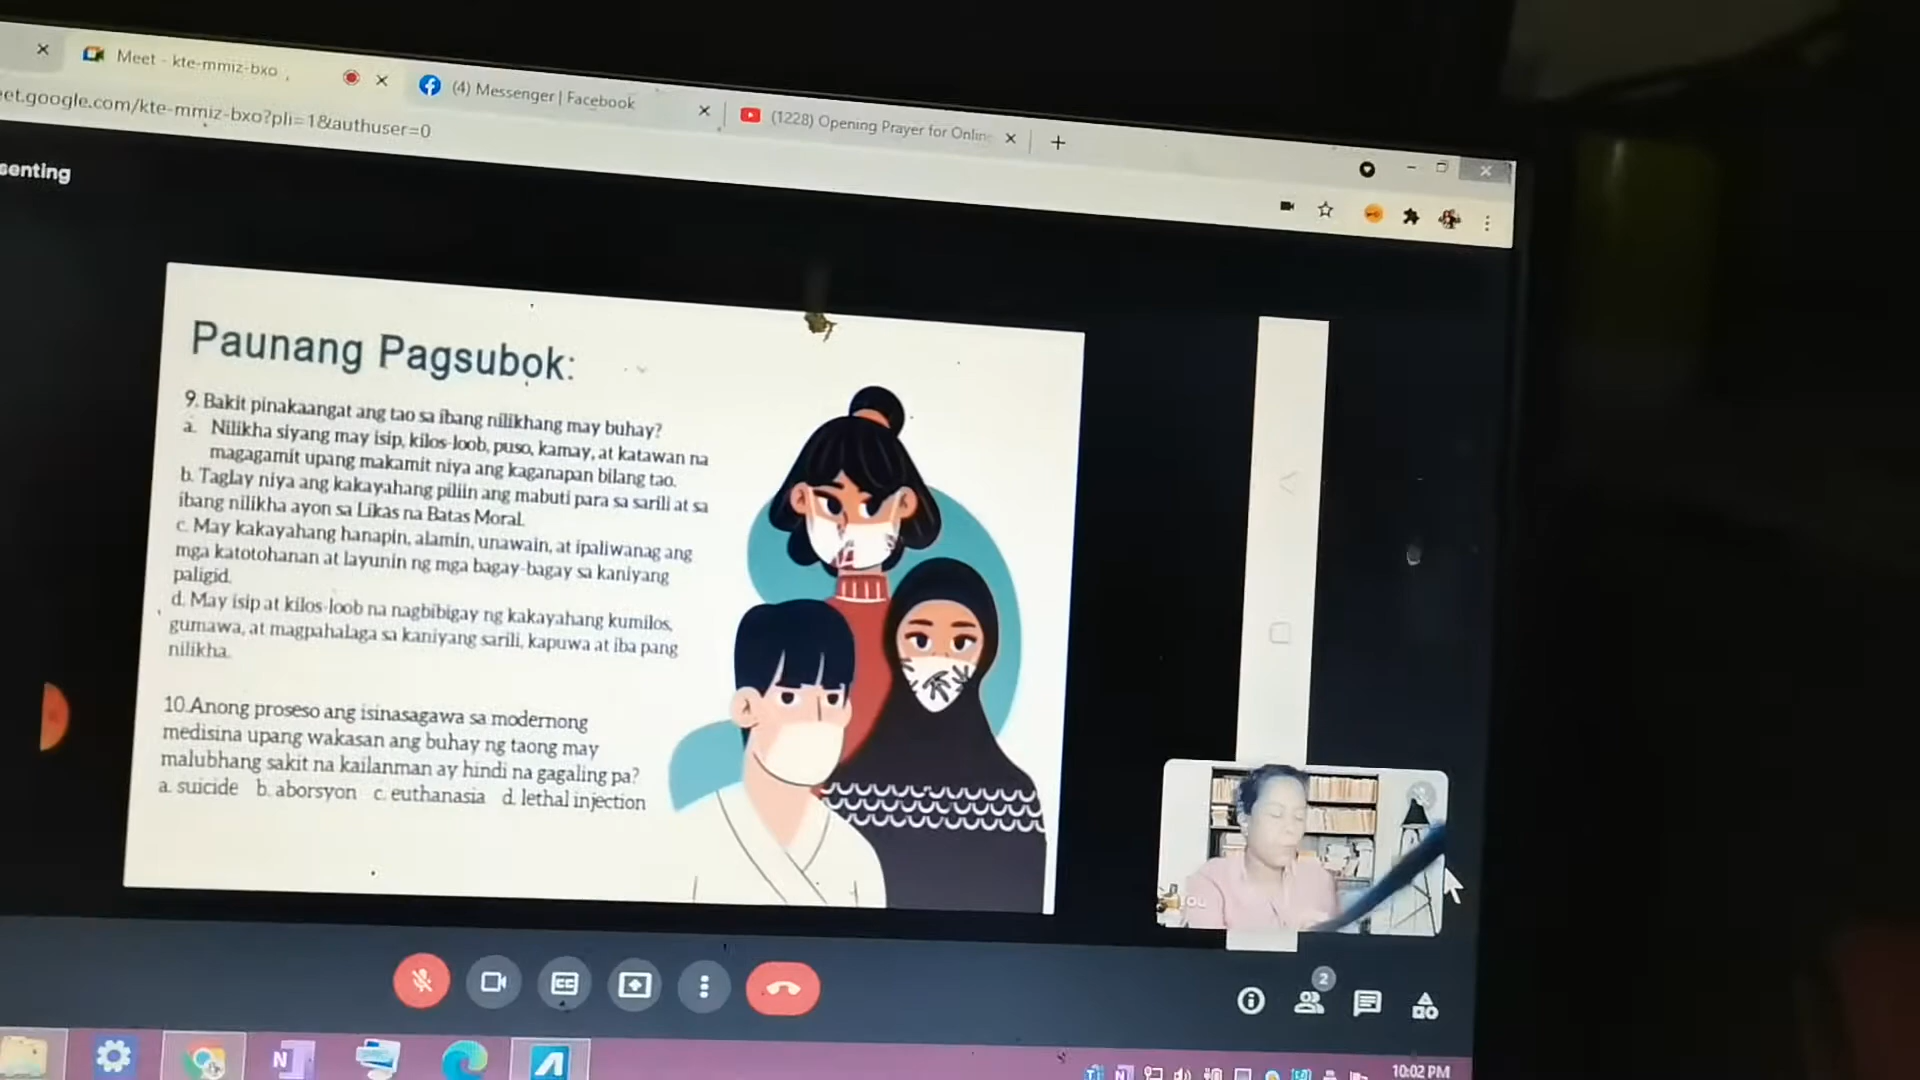 Meet - kte-mmiz-bxo
(4) Messenger | Facebook
(1228) Opening Prayer for Onlin
et.google.com/kte-mmiz-bxo?pli=1&authuser=0
senting
Paunang Pagsubok:
9. Bakit pinakaangat ang tao sa ibang nilikhang may buhay?
a. Nilikha siyang may isip, kilos-loob, puso, kamay, at katawan na
magagamit upang makamit niya ang kaganapan bilang tao.
b. Taglay niya ang kakayahang piliin ang mabuti para sa sarili at sa
ibang nilikha ayon sa Likas na Batas Moral.
c. May kakayahang hanapin, alamin, unawain, at ipaliwanag ang
mga katotohanan at layunin ng mga bagay-bagay sa kaniyang
paligid.
d. May isip at kilos-loob na nagbibigay ng kakayahang kumilos,
gumawa, at magpahalaga sa kaniyang sarili, kapuwa at iba pang
nilikha.
10.Anong proseso ang isinasagawa sa modernong
medisina upang wakasan ang buhay ng taong may
malubhang sakit na kailanman ay hindi na gagaling pa?
a. suicide b. aborsyon c. euthanasia d. lethal injection
You
2
10:02 PM